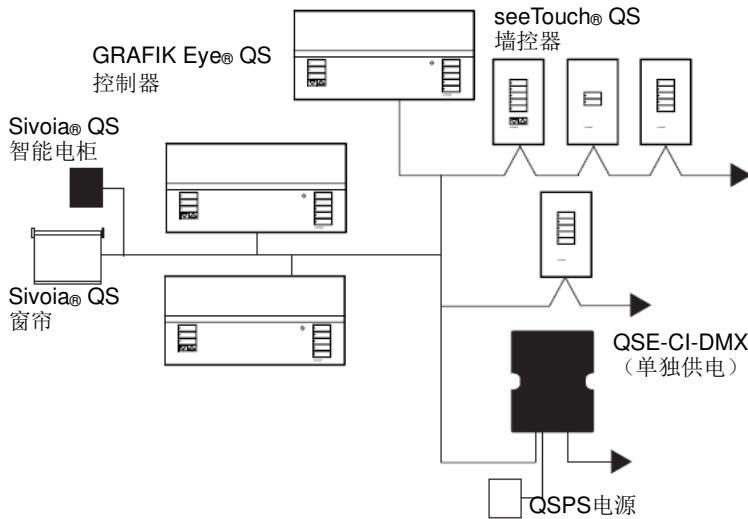 seeTouch® QS
墙控器
GRAFIK Eye® QS
控制器
Sivoia® QS
智能电柜
Sivoia® QS
窗帘
QSE-CI-DMX
（单独供电）
QSPS电源